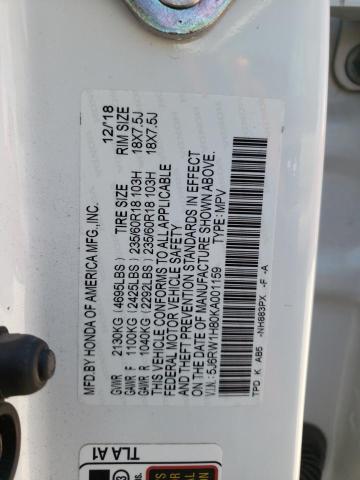 MFD.BY HONDA OF AMERICA MFG.,INC. 12/'18
TIRE SIZE RIM SIZE
GVWR 2130KG (4695LBS)
GAWR F 1100KG (2425LBS) 235/60R18 103H 18X7.5J
GAWR R 1040KG (2292LBS) 235/60R18 103H 18X7.5J
THIS VEHICLE CONFORMS TO ALL APPLICABLE
FEDERAL MOTOR VEHICLE SAFETY
AND THEFT PREVENTION STANDARDS IN EFFECT
ON THE DATE OF MANUFACTURE SHOWN ABOVE.
VIN: 5J6RW1H80KA001159 TYPE: MPV
TPD K AB5 -NH883PX -F -A
TLA A1